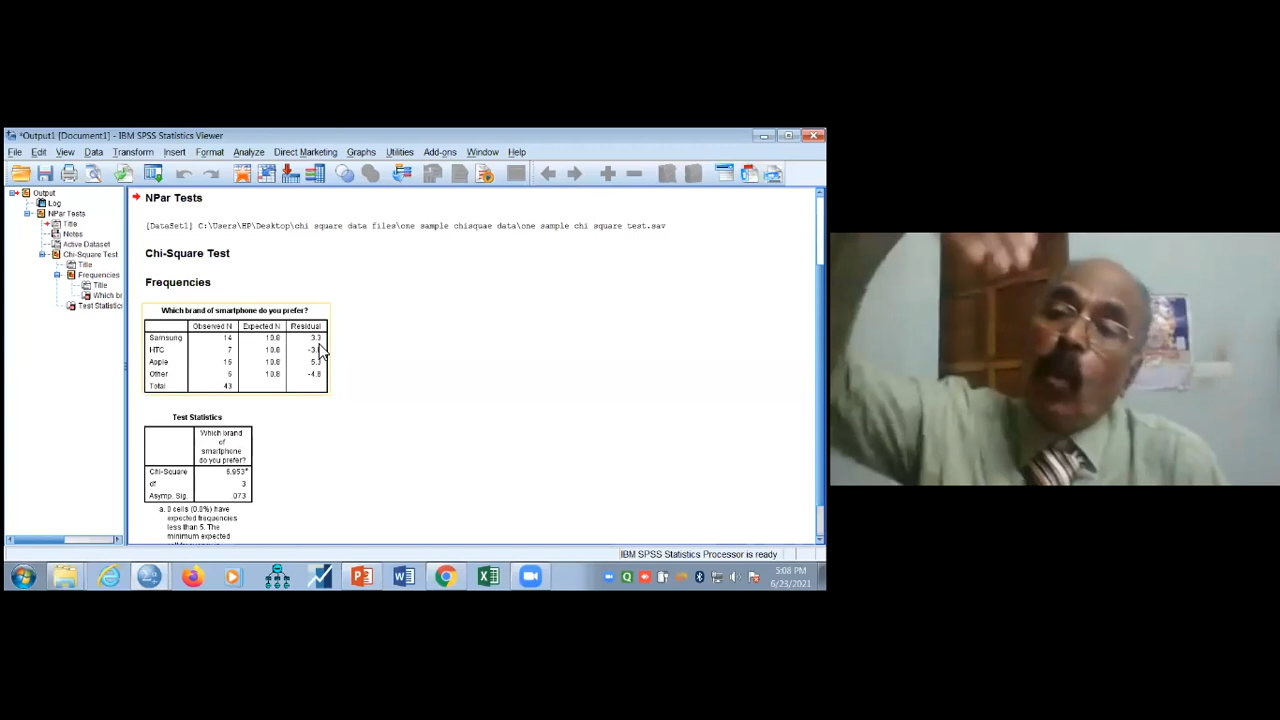 *Output1 [Document1] - IBM SPSS Statistics Viewer
File Edit View Data Transform Insert Format Analyze Direct Marketing Graphs Utilities Add-ons Window Help
Output
Log
NPar Tests
Title
Notes
Active Dataset
Chi-Square Test
Title
Frequencies
Title
Which br
Test Statistics
NPar Tests
[DataSet1] C:\Users\HP\Desktop\chi square data files\one sample chisquae data\one sample chi square test.sav
Chi-Square Test
Frequencies
Which brand of smartphone do you prefer?
Observed N Expected N Residual
Samsung 14 10.8 3.3
HTC 7 10.8
Apple 16 10.8
Other 6 10.8 -4.8
Total 43
Test Statistics
Which brand
of
smartphone
do you prefer?
Chi-Square 6.953ª
df 3
Asymp. Sig. .073
a. 0 cells (0.0%) have
expected frequencies
less than 5. The
minimum expected
IBM SPSS Statistics Processor is ready
5:08 PM
6/23/2021